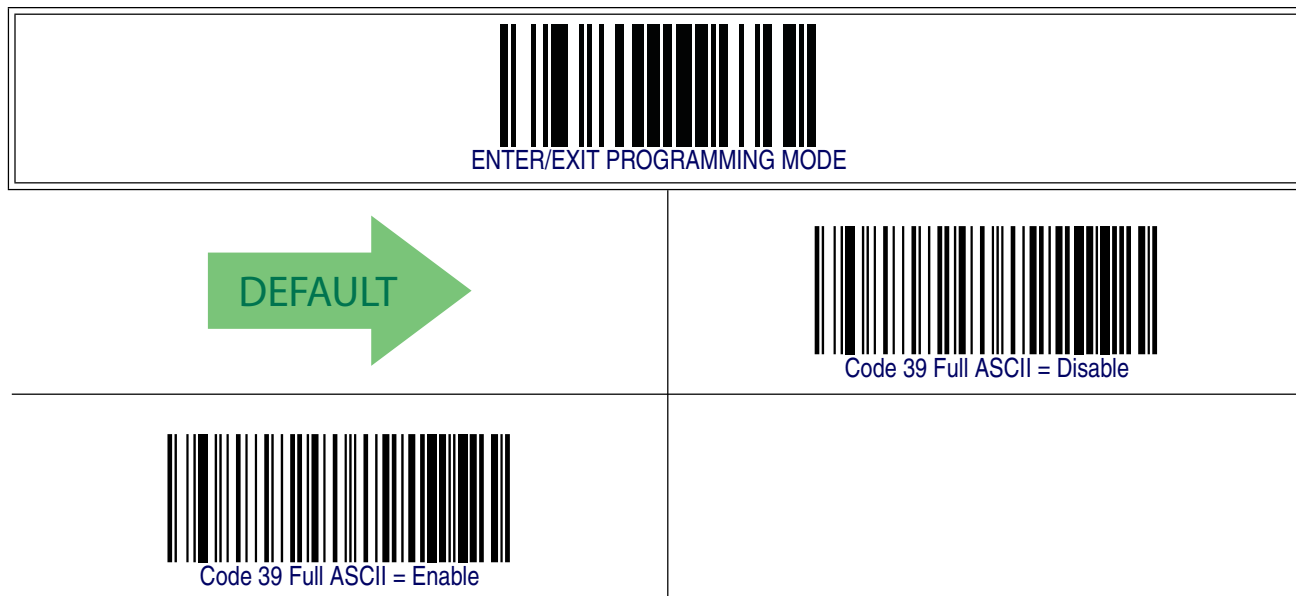 ENTER/EXIT PROGRAMMING MODE
DEFAULT
Code 39 Full ASCII = Disable
Code 39 Full ASCII = Enable